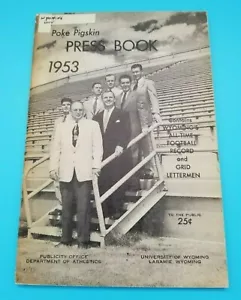 Poke Pigskin
PRESS BOOK
1953
Contains
WYOMING'S
ALL-TIME
FOOTBALL
RECORD
and
GRID
LETTERMEN
TO THE PUBLIC
25¢
PUBLICITY OFFICE
DEPARTMENT OF ATHLETICS
UNIVERSITY OF WYOMING
LARAMIE, WYOMING